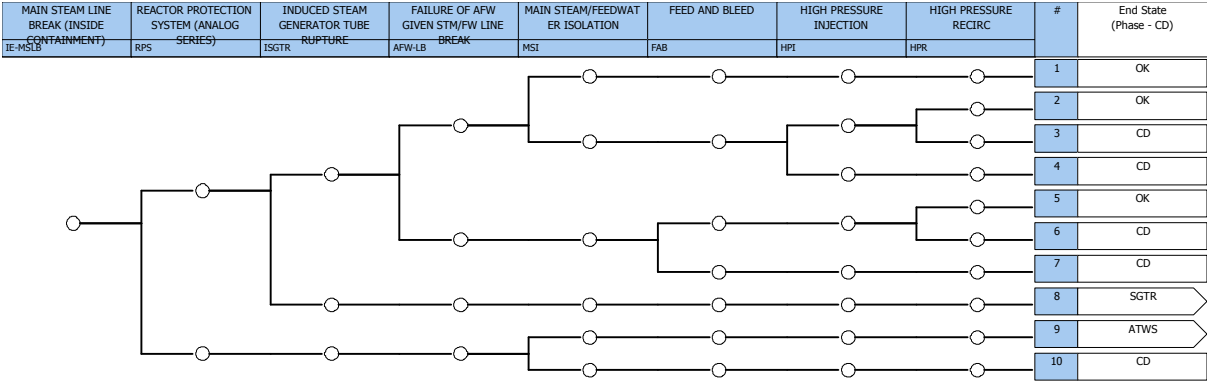 MAIN STEAM LINE
BREAK (INSIDE
CONTAINMENT)
IE-MSLB
REACTOR PROTECTION
SYSTEM (ANALOG
SERIES)
RPS
INDUCED STEAM
GENERATOR TUBE
RUPTURE
ISGTR
FAILURE OF AFW
GIVEN STM/FW LINE
BREAK
AFW-LB
MAIN STEAM/FEEDWAT
ER ISOLATION
MSI
FEED AND BLEED
FAB
HIGH PRESSURE
INJECTION
HPI
HIGH PRESSURE
RECIRC
HPR
#
End State
(Phase - CD)
1 OK
2 OK
3 CD
4 CD
5 OK
6 CD
7 CD
8 SGTR
9 ATWS
10 CD